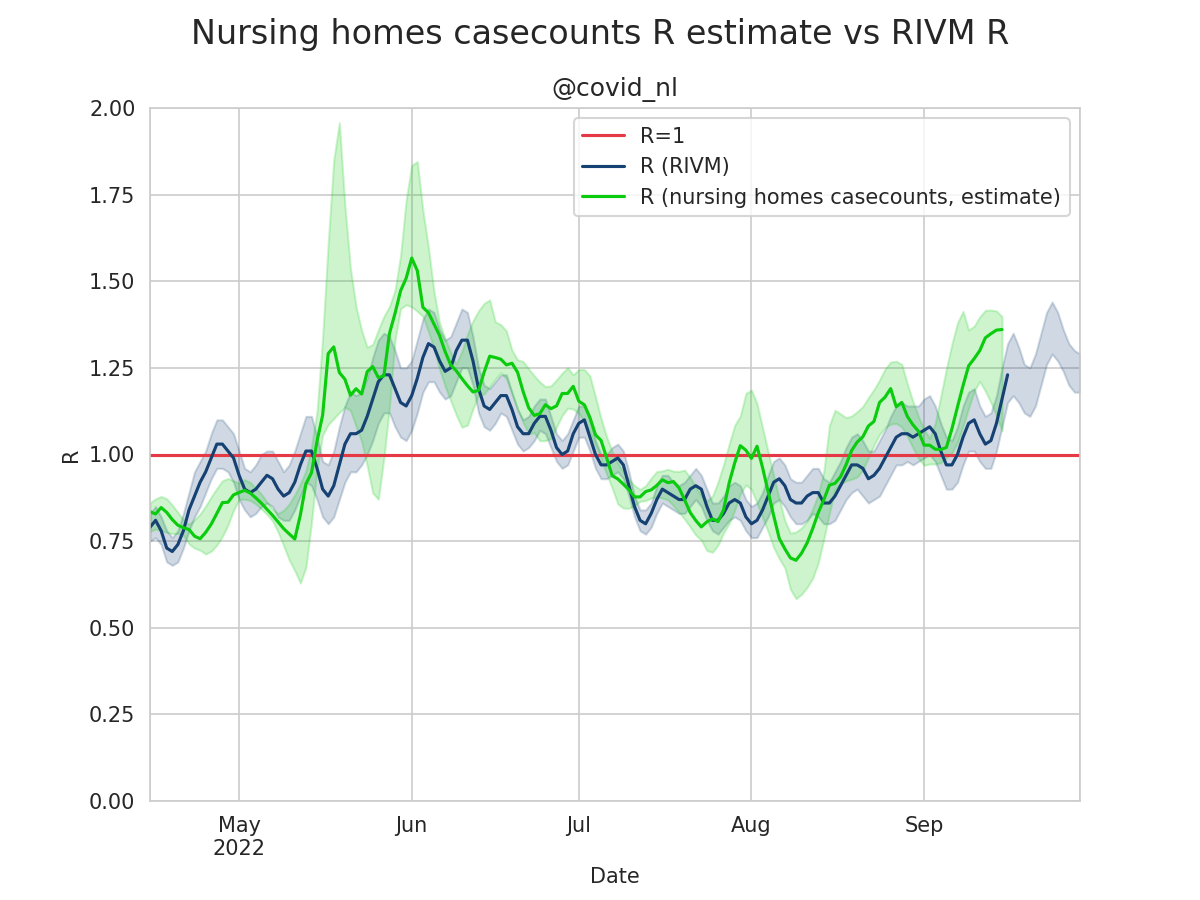 Nursing homes casecounts R estimate vs RIVM R
@covid_nl
R=1
R (RIVM)
R (nursing homes casecounts, estimate)
2.00
1.75
1.50
1.25
1.00
0.75
0.50
0.25
0.00
R
May
2022
Jun
Jul
Aug
Sep
Date